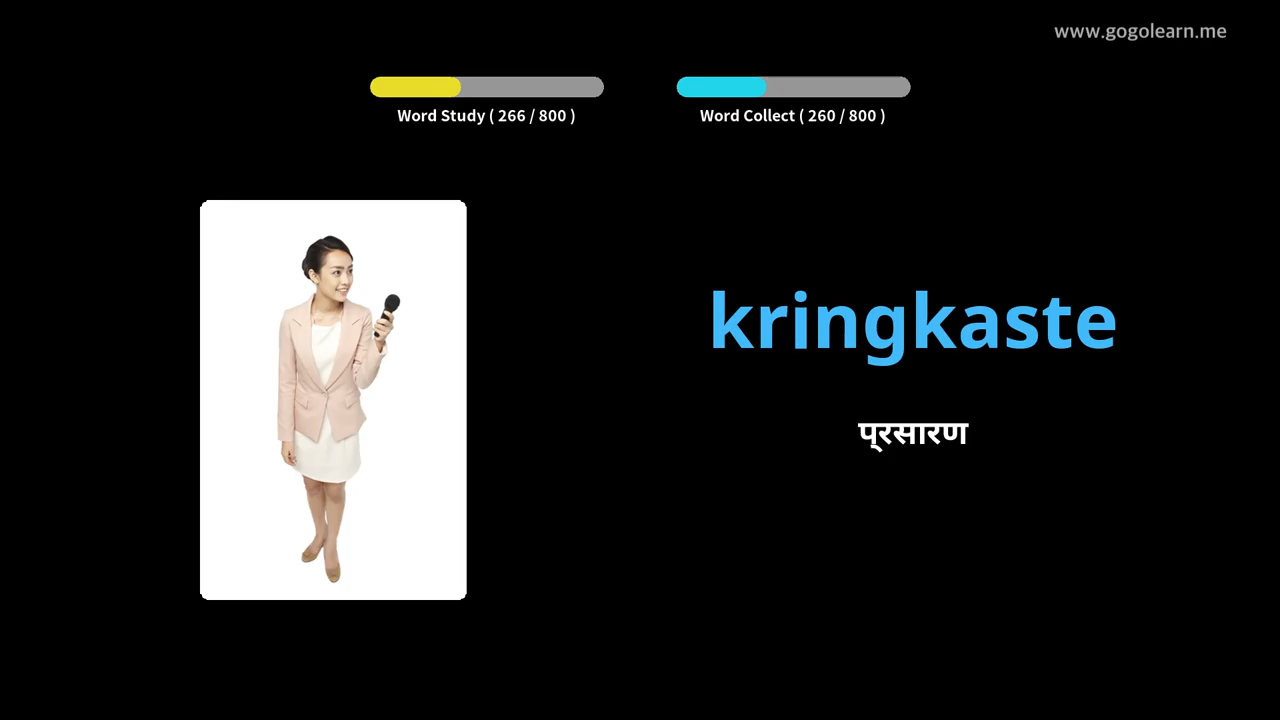 www.gogolearn.me
Word Study ( 266 / 800 )
Word Collect ( 260 / 800 )
kringkaste
प्रसारण